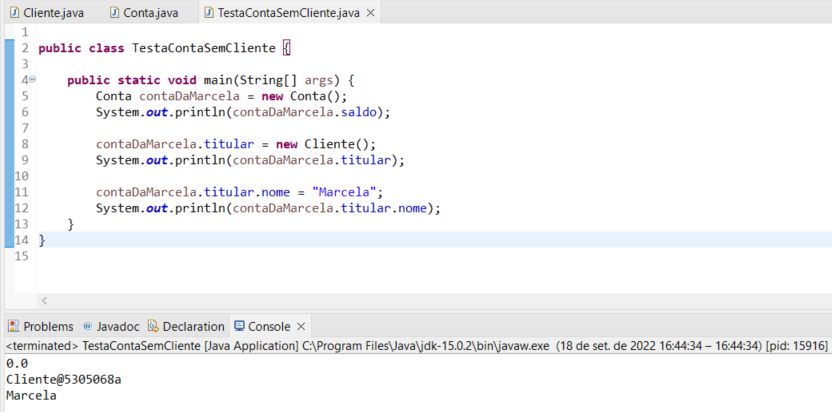 Cliente.java Conta.java TestaContaSemCliente.java
1
2 public class TestaContaSemCliente {
3
4 public static void main(String[] args) {
5 Conta contaDaMarcela = new Conta();
6 System.out.println(contaDaMarcela.saldo);
7
8 contaDaMarcela.titular = new Cliente();
9 System.out.println(contaDaMarcela.titular);
10
11 contaDaMarcela.titular.nome = "Marcela";
12 System.out.println(contaDaMarcela.titular.nome);
13 }
14 }
15
Problems @ Javadoc Declaration Console
<terminated> TestaContaSemCliente [Java Application] C:\Program Files\Java\jdk-15.0.2\bin\javaw.exe (18 de set. de 2022 16:44:34 – 16:44:34) [pid: 15916]
0.0
Cliente@5305068a
Marcela